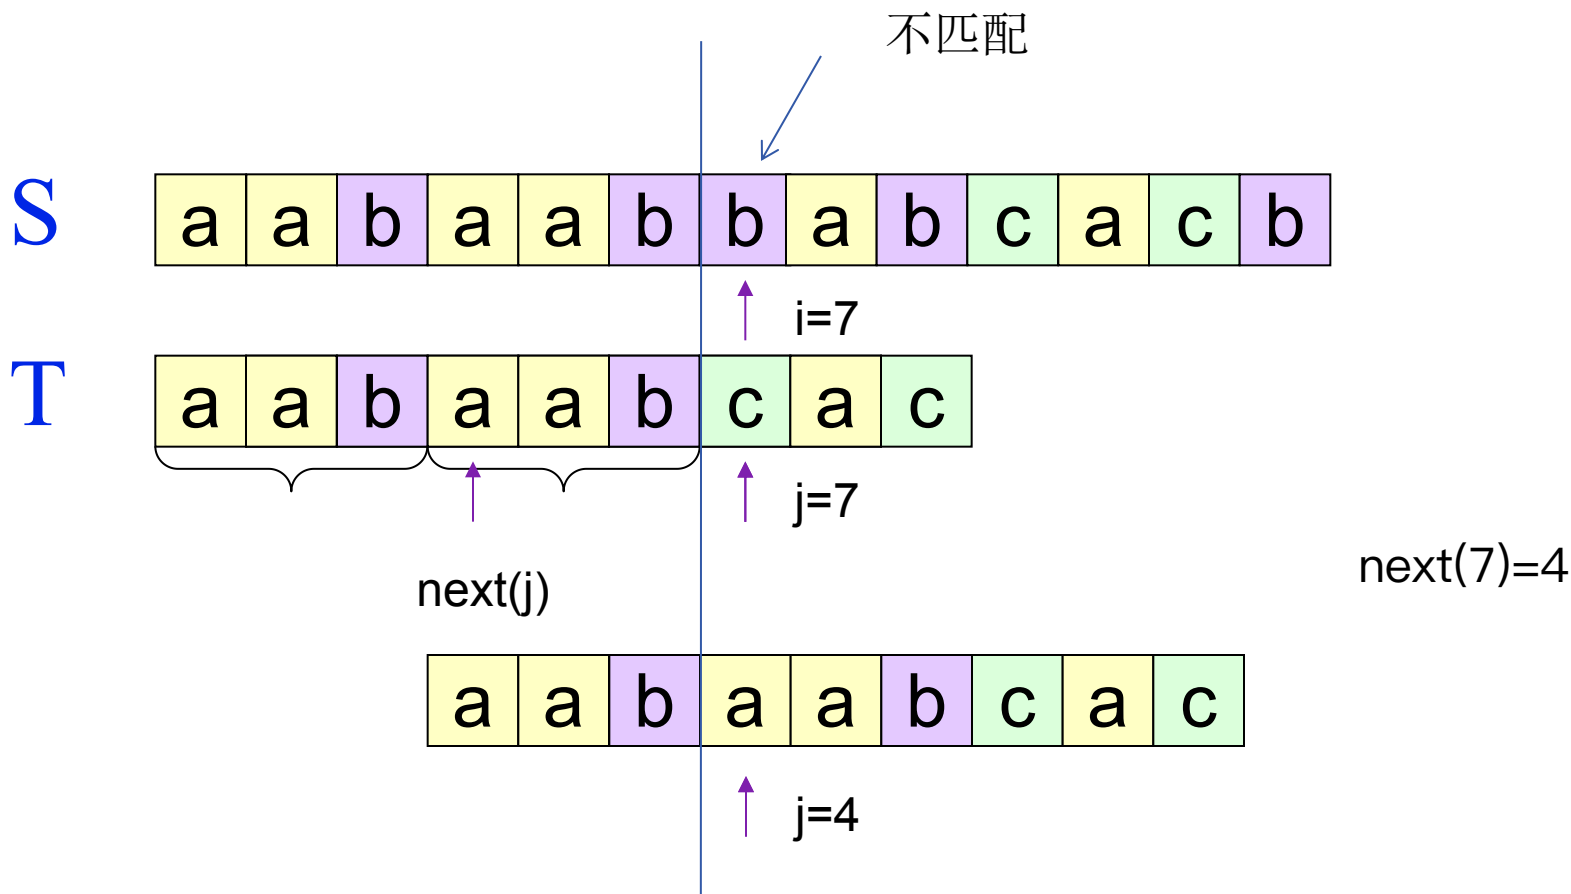 不匹配
S a a b a a b b a b c a c b
i=7
T a a b a a b c a c
j=7
next(j)
next(7)=4
a a b a a b c a c
j=4